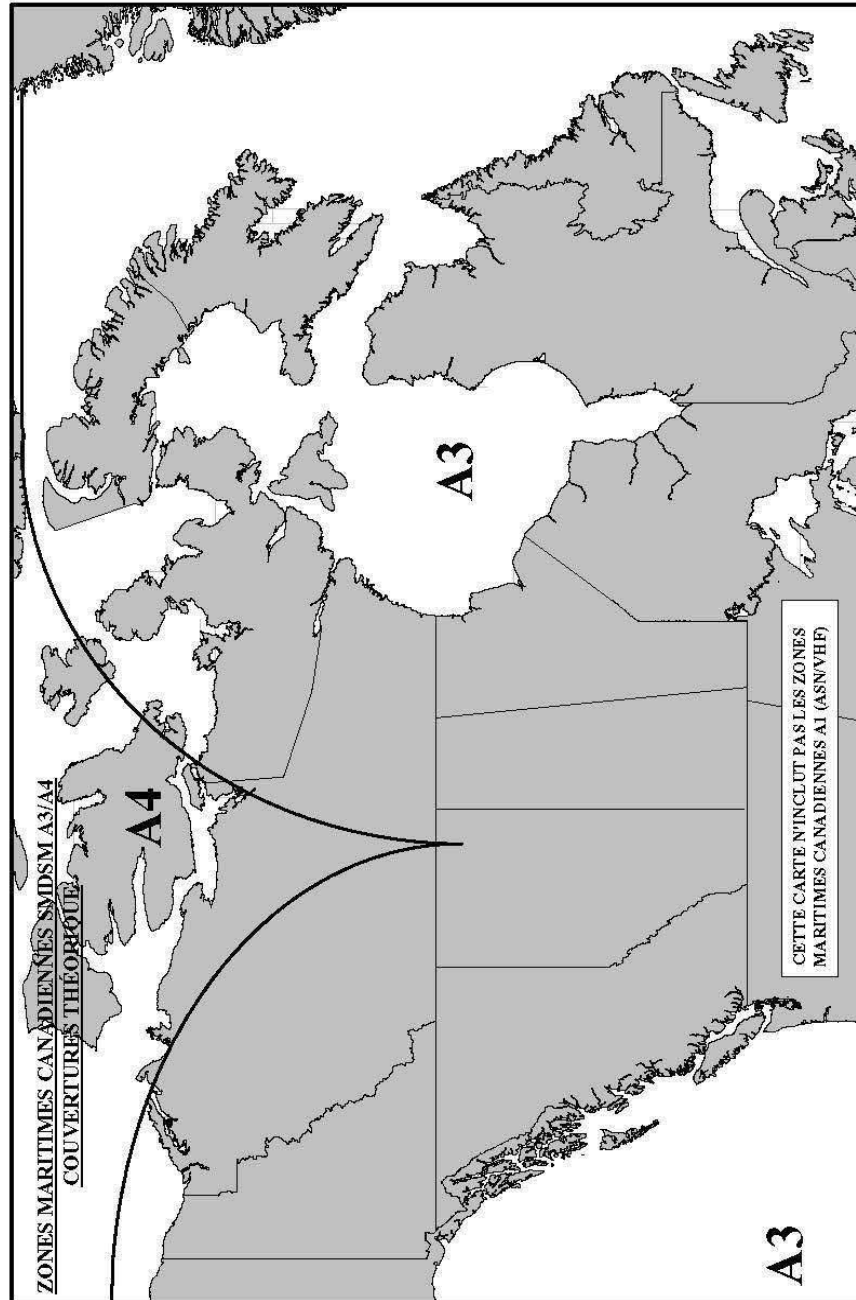 ZONES MARITIMES CANADIENNES SMDSM A3/A4
COUVERTURES THÉORIQUE
A4
A3
A3
CETTE CARTE N'INCLUT PAS LES ZONES
MARITIMES CANADIENNES A1 (ASN/VHF)